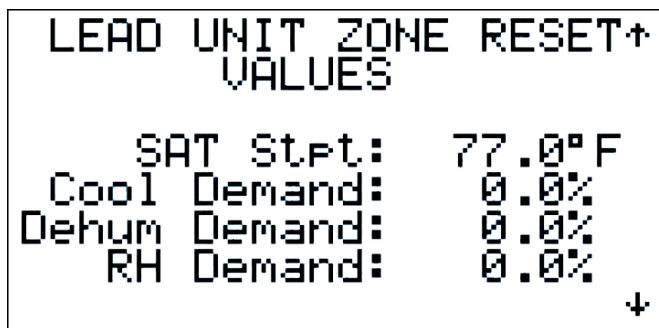 LEAD UNIT ZONE RESET↑
VALUES
SAT Stpt: 77.0°F
Cool Demand: 0.0%
Dehum Demand: 0.0%
RH Demand: 0.0%
↓